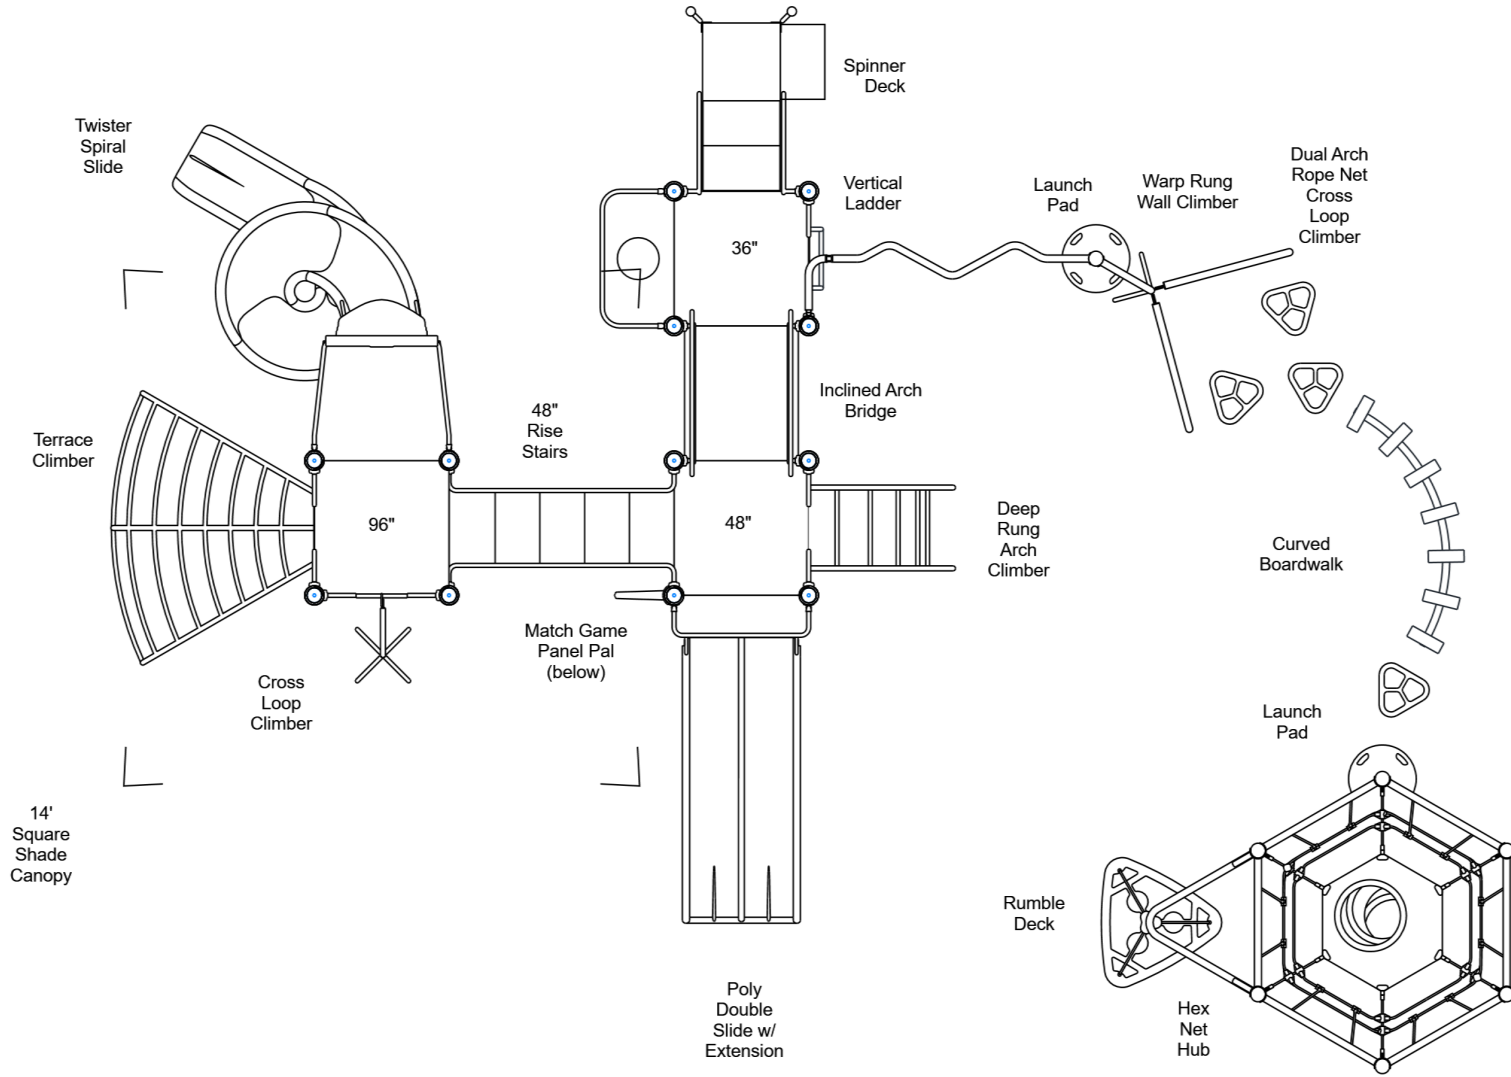 Spinner
Deck
Twister
Spiral
Slide
Vertical
Ladder
Launch
Pad
Warp Rung
Wall Climber
Dual Arch
Rope Net
Cross
Loop
Climber
36"
Inclined Arch
Bridge
48"
Rise
Stairs
Terrace
Climber
96"
48"
Deep
Rung
Arch
Climber
Curved
Boardwalk
Match Game
Panel Pal
(below)
Cross
Loop
Climber
Launch
Pad
14'
Square
Shade
Canopy
Rumble
Deck
Poly
Double
Slide w/
Extension
Hex
Net
Hub